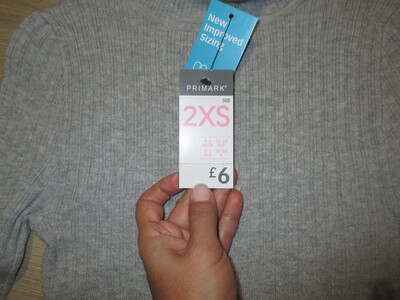 New
Improved
Sizing
PRIMARK
SIZE
2XS
£6